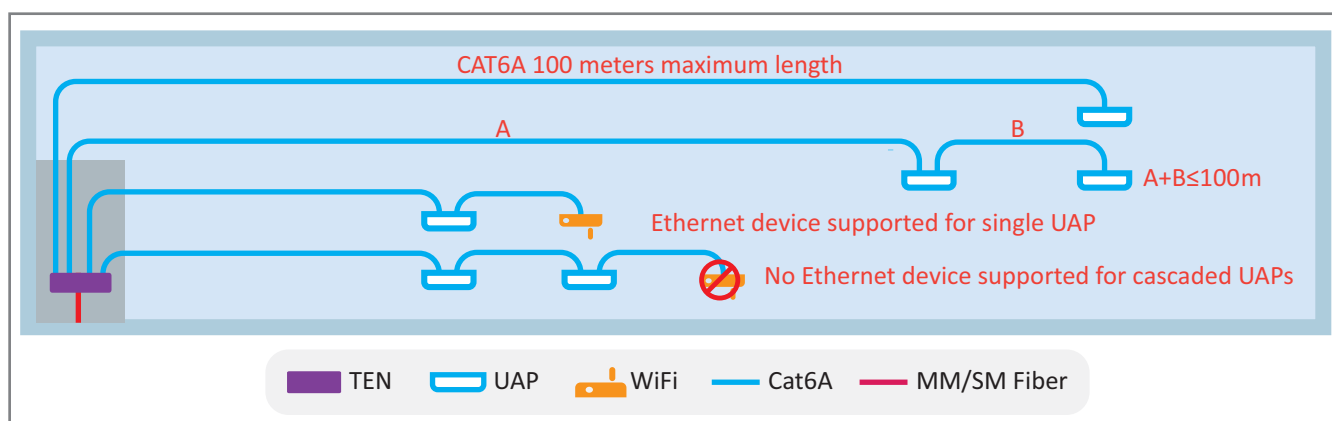 CAT6A 100 meters maximum length
A
B
A+B≤100m
Ethernet device supported for single UAP
No Ethernet device supported for cascaded UAPs
TEN
UAP
WiFi
Cat6A
MM/SM Fiber